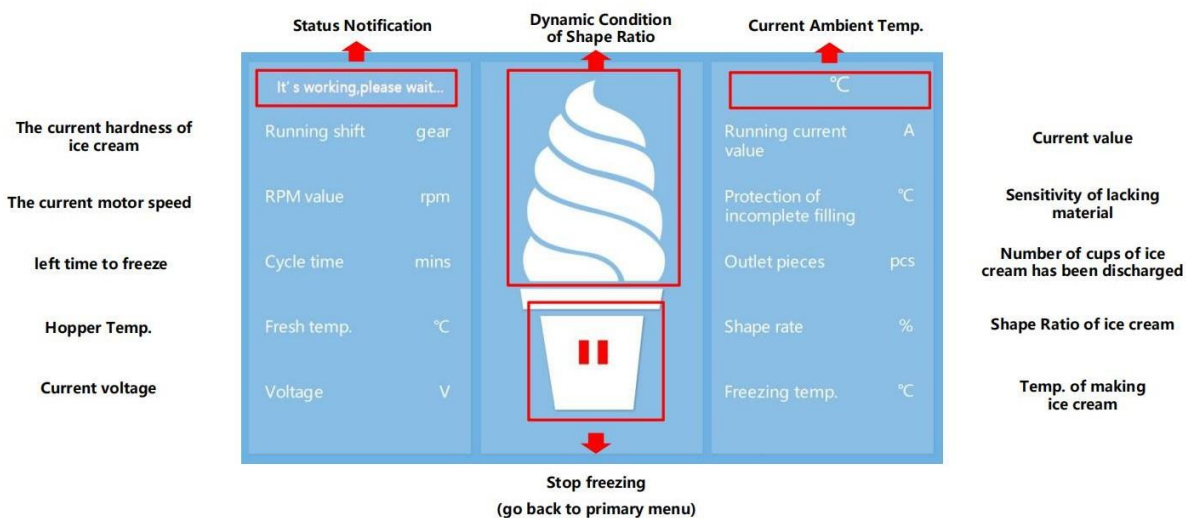 Status Notification
Dynamic Condition
of Shape Ratio
Current Ambient Temp.
It' s working,please wait...
℃
The current hardness of
ice cream
Running shift gear
Running current
value
A
Current value
The current motor speed
RPM value rpm
Protection of
incomplete filling
℃
Sensitivity of lacking
material
left time to freeze
Cycle time mins
Outlet pieces pcs
Number of cups of ice
cream has been discharged
Hopper Temp.
Fresh temp. ℃
Shape rate %
Shape Ratio of ice cream
Current voltage
Voltage V
Freezing temp. ℃
Temp. of making
ice cream
Stop freezing
(go back to primary menu)